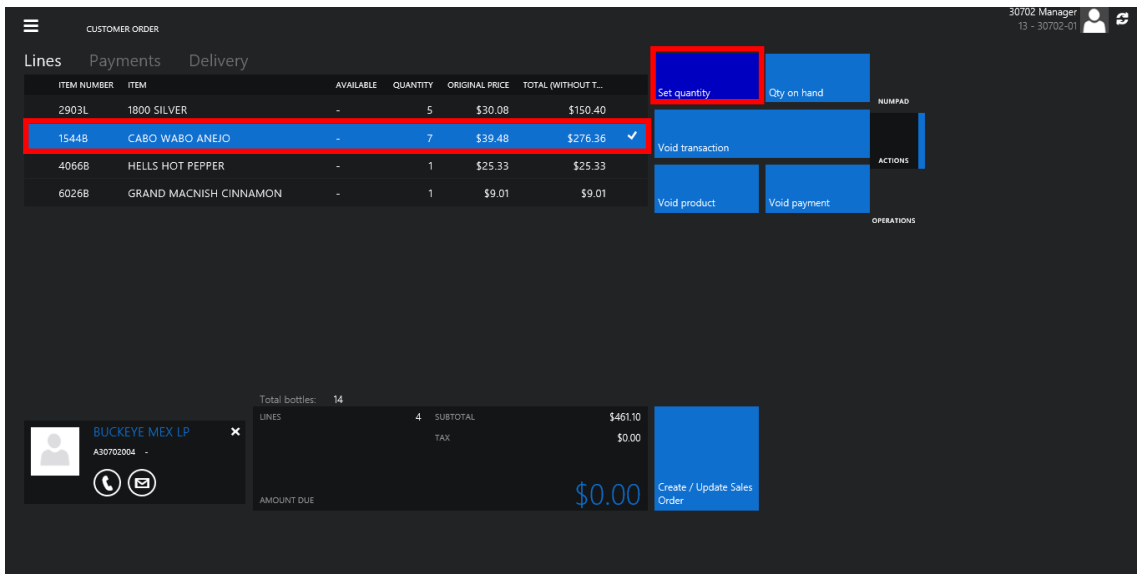 30702 Manager
13 - 30702-01
CUSTOMER ORDER
Lines Payments Delivery
ITEM NUMBER ITEM AVAILABLE QUANTITY ORIGINAL PRICE TOTAL (WITHOUT T...
2903L 1800 SILVER - 5 $30.08 $150.40
1544B CABO WABO ANEJO - 7 $39.48 $276.36
4066B HELLS HOT PEPPER - 1 $25.33 $25.33
6026B GRAND MACNISH CINNAMON - 1 $9.01 $9.01
Set quantity Qty on hand
Void transaction
Void product Void payment
NUMPAD
ACTIONS
OPERATIONS
Total bottles: 14
LINES 4 SUBTOTAL $461.10
TAX $0.00
AMOUNT DUE $0.00
BUCKEYE MEX LP
A30702004 -
Create / Update Sales
Order